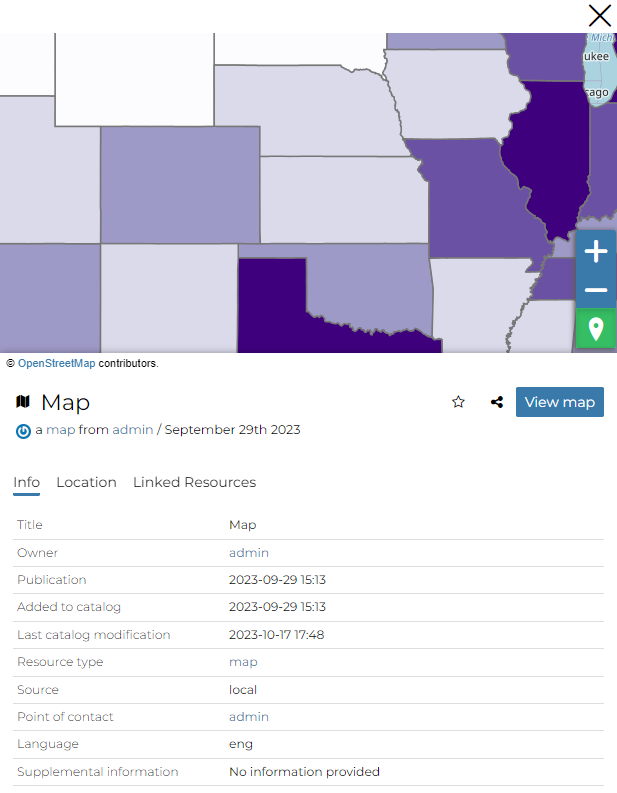 Michi
ukee
ago
© OpenStreetMap contributors.
Map
View map
a map from admin / September 29th 2023
Info Location Linked Resources
Title Map
Owner admin
Publication 2023-09-29 15:13
Added to catalog 2023-09-29 15:13
Last catalog modification 2023-10-17 17:48
Resource type map
Source local
Point of contact admin
Language eng
Supplemental information No information provided